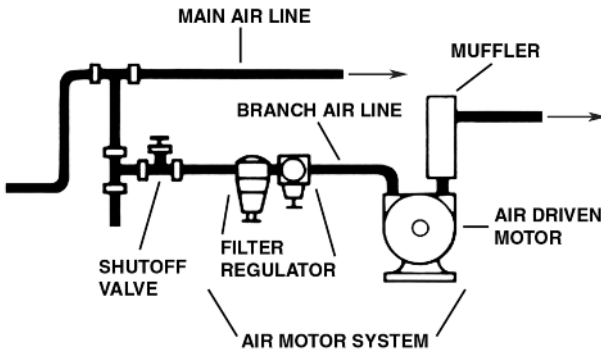 MAIN AIR LINE
MUFFLER
BRANCH AIR LINE
AIR DRIVEN
MOTOR
FILTER
REGULATOR
SHUTOFF
VALVE
AIR MOTOR SYSTEM